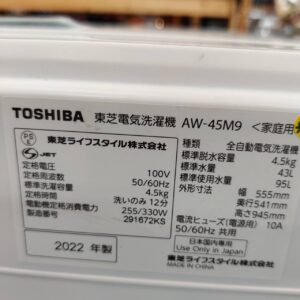 TOSHIBA 東芝電気洗濯機 AW-45M9 <家庭用
PS
E
JET
東芝ライフスタイル株式会社
定格電圧 100V
定格周波数 50/60Hz
標準洗濯容量 4.5kg
定格時間 洗いのみ 12分
電動機定格消費電力 255/330W
製造番号 291672KS
2022 年製
種類 全自動電気洗濯機
標準脱水容量 4.5kg
標準水量 43L
標準使用水量 95L
外形寸法 幅 555mm
奥行541mm
高さ945mm
電流ヒューズ(電源用) 10A
50/60Hz 共用
日本国内専用
Use Only in Japan
東芝ライフスタイル株式会社
MADE IN CHINA